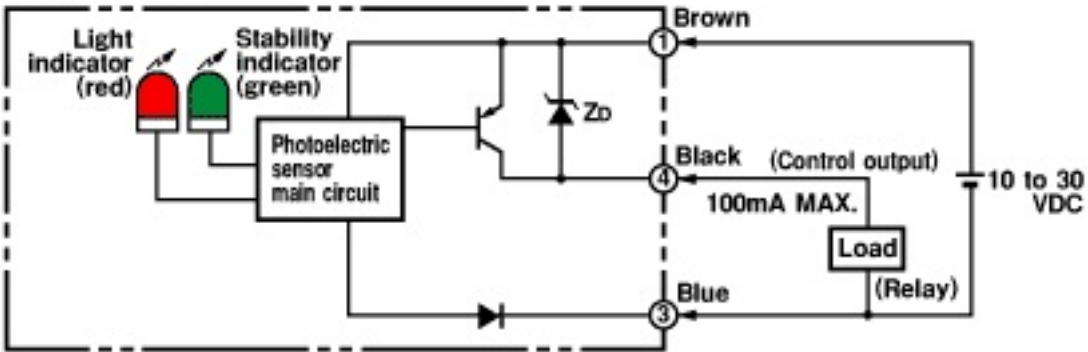 Brown
Light
indicator
(red)
Stability
indicator
(green)
1
ZD
Photoelectric
sensor
main circuit
Black
(Control output)
4
100mA MAX.
10 to 30
VDC
Load
(Relay)
Blue
3